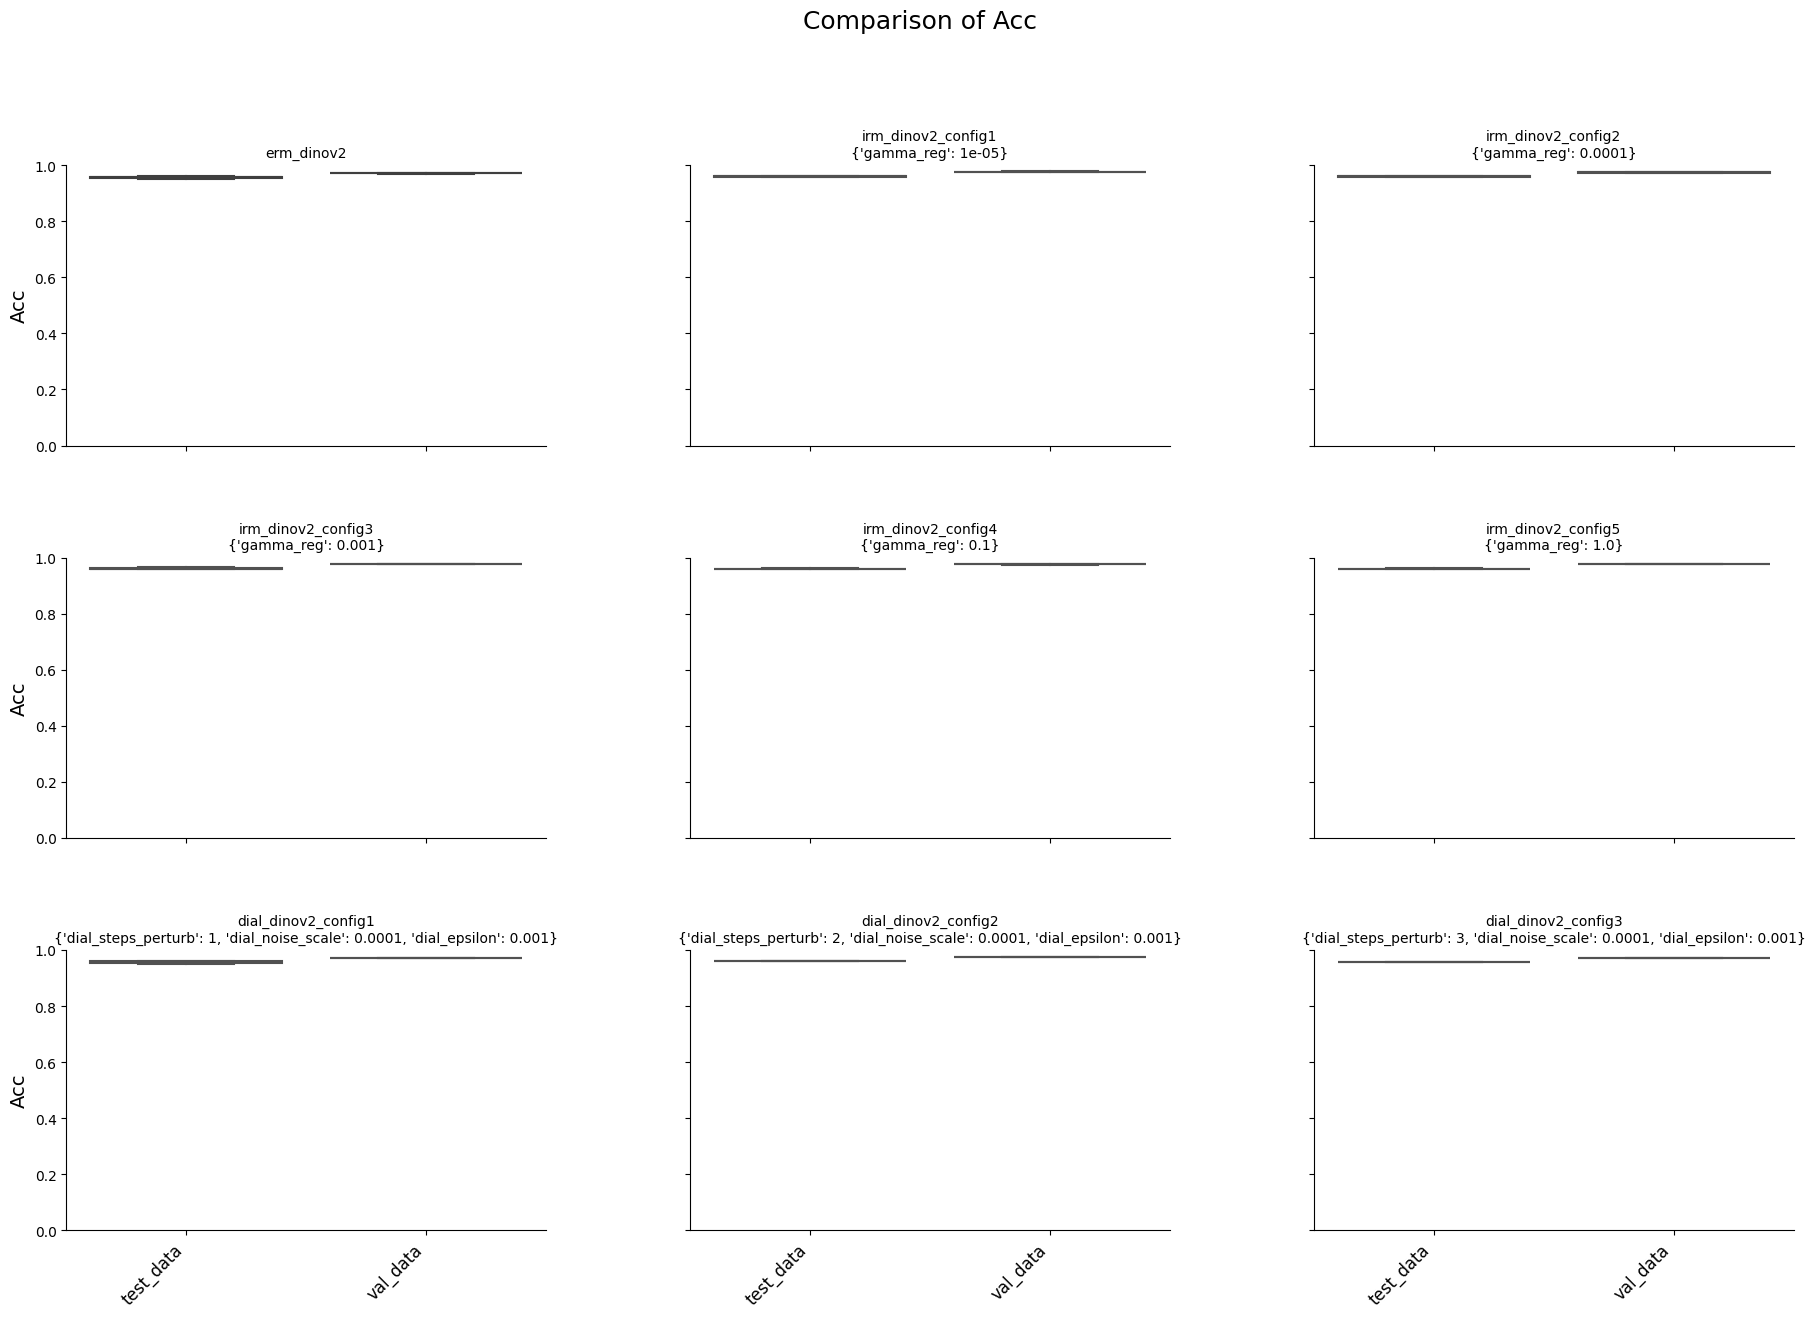 Comparison of Acc
erm_dinov2
irm_dinov2_config1
{'gamma_reg': 1e-05}
irm_dinov2_config2
{'gamma_reg': 0.0001}
1.0
0.8
0.6
0.4
0.2
0.0
Acc
irm_dinov2_config3
{'gamma_reg': 0.001}
irm_dinov2_config4
{'gamma_reg': 0.1}
irm_dinov2_config5
{'gamma_reg': 1.0}
1.0
0.8
0.6
0.4
0.2
0.0
Acc
dial_dinov2_config1
{'dial_steps_perturb': 1, 'dial_noise_scale': 0.0001, 'dial_epsilon': 0.001}
dial_dinov2_config2
{'dial_steps_perturb': 2, 'dial_noise_scale': 0.0001, 'dial_epsilon': 0.001}
dial_dinov2_config3
{'dial_steps_perturb': 3, 'dial_noise_scale': 0.0001, 'dial_epsilon': 0.001}
1.0
0.8
0.6
0.4
0.2
0.0
Acc
test_data
val_data
test_data
val_data
test_data
val_data